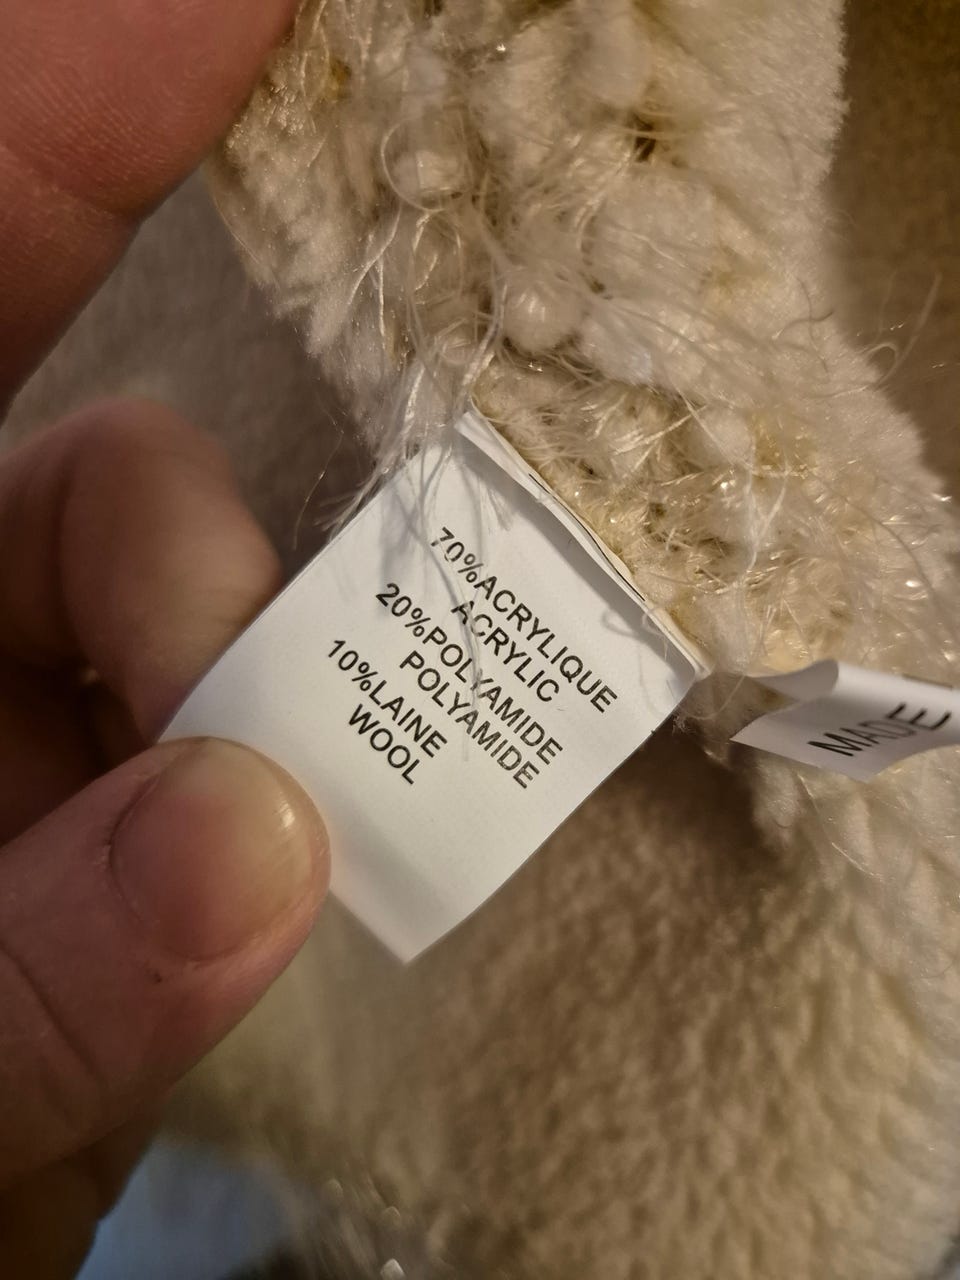 70%ACRYLIQUE
ACRYLIC
20%POLYAMIDE
POLYAMIDE
10%LAINE
WOOL
MADE